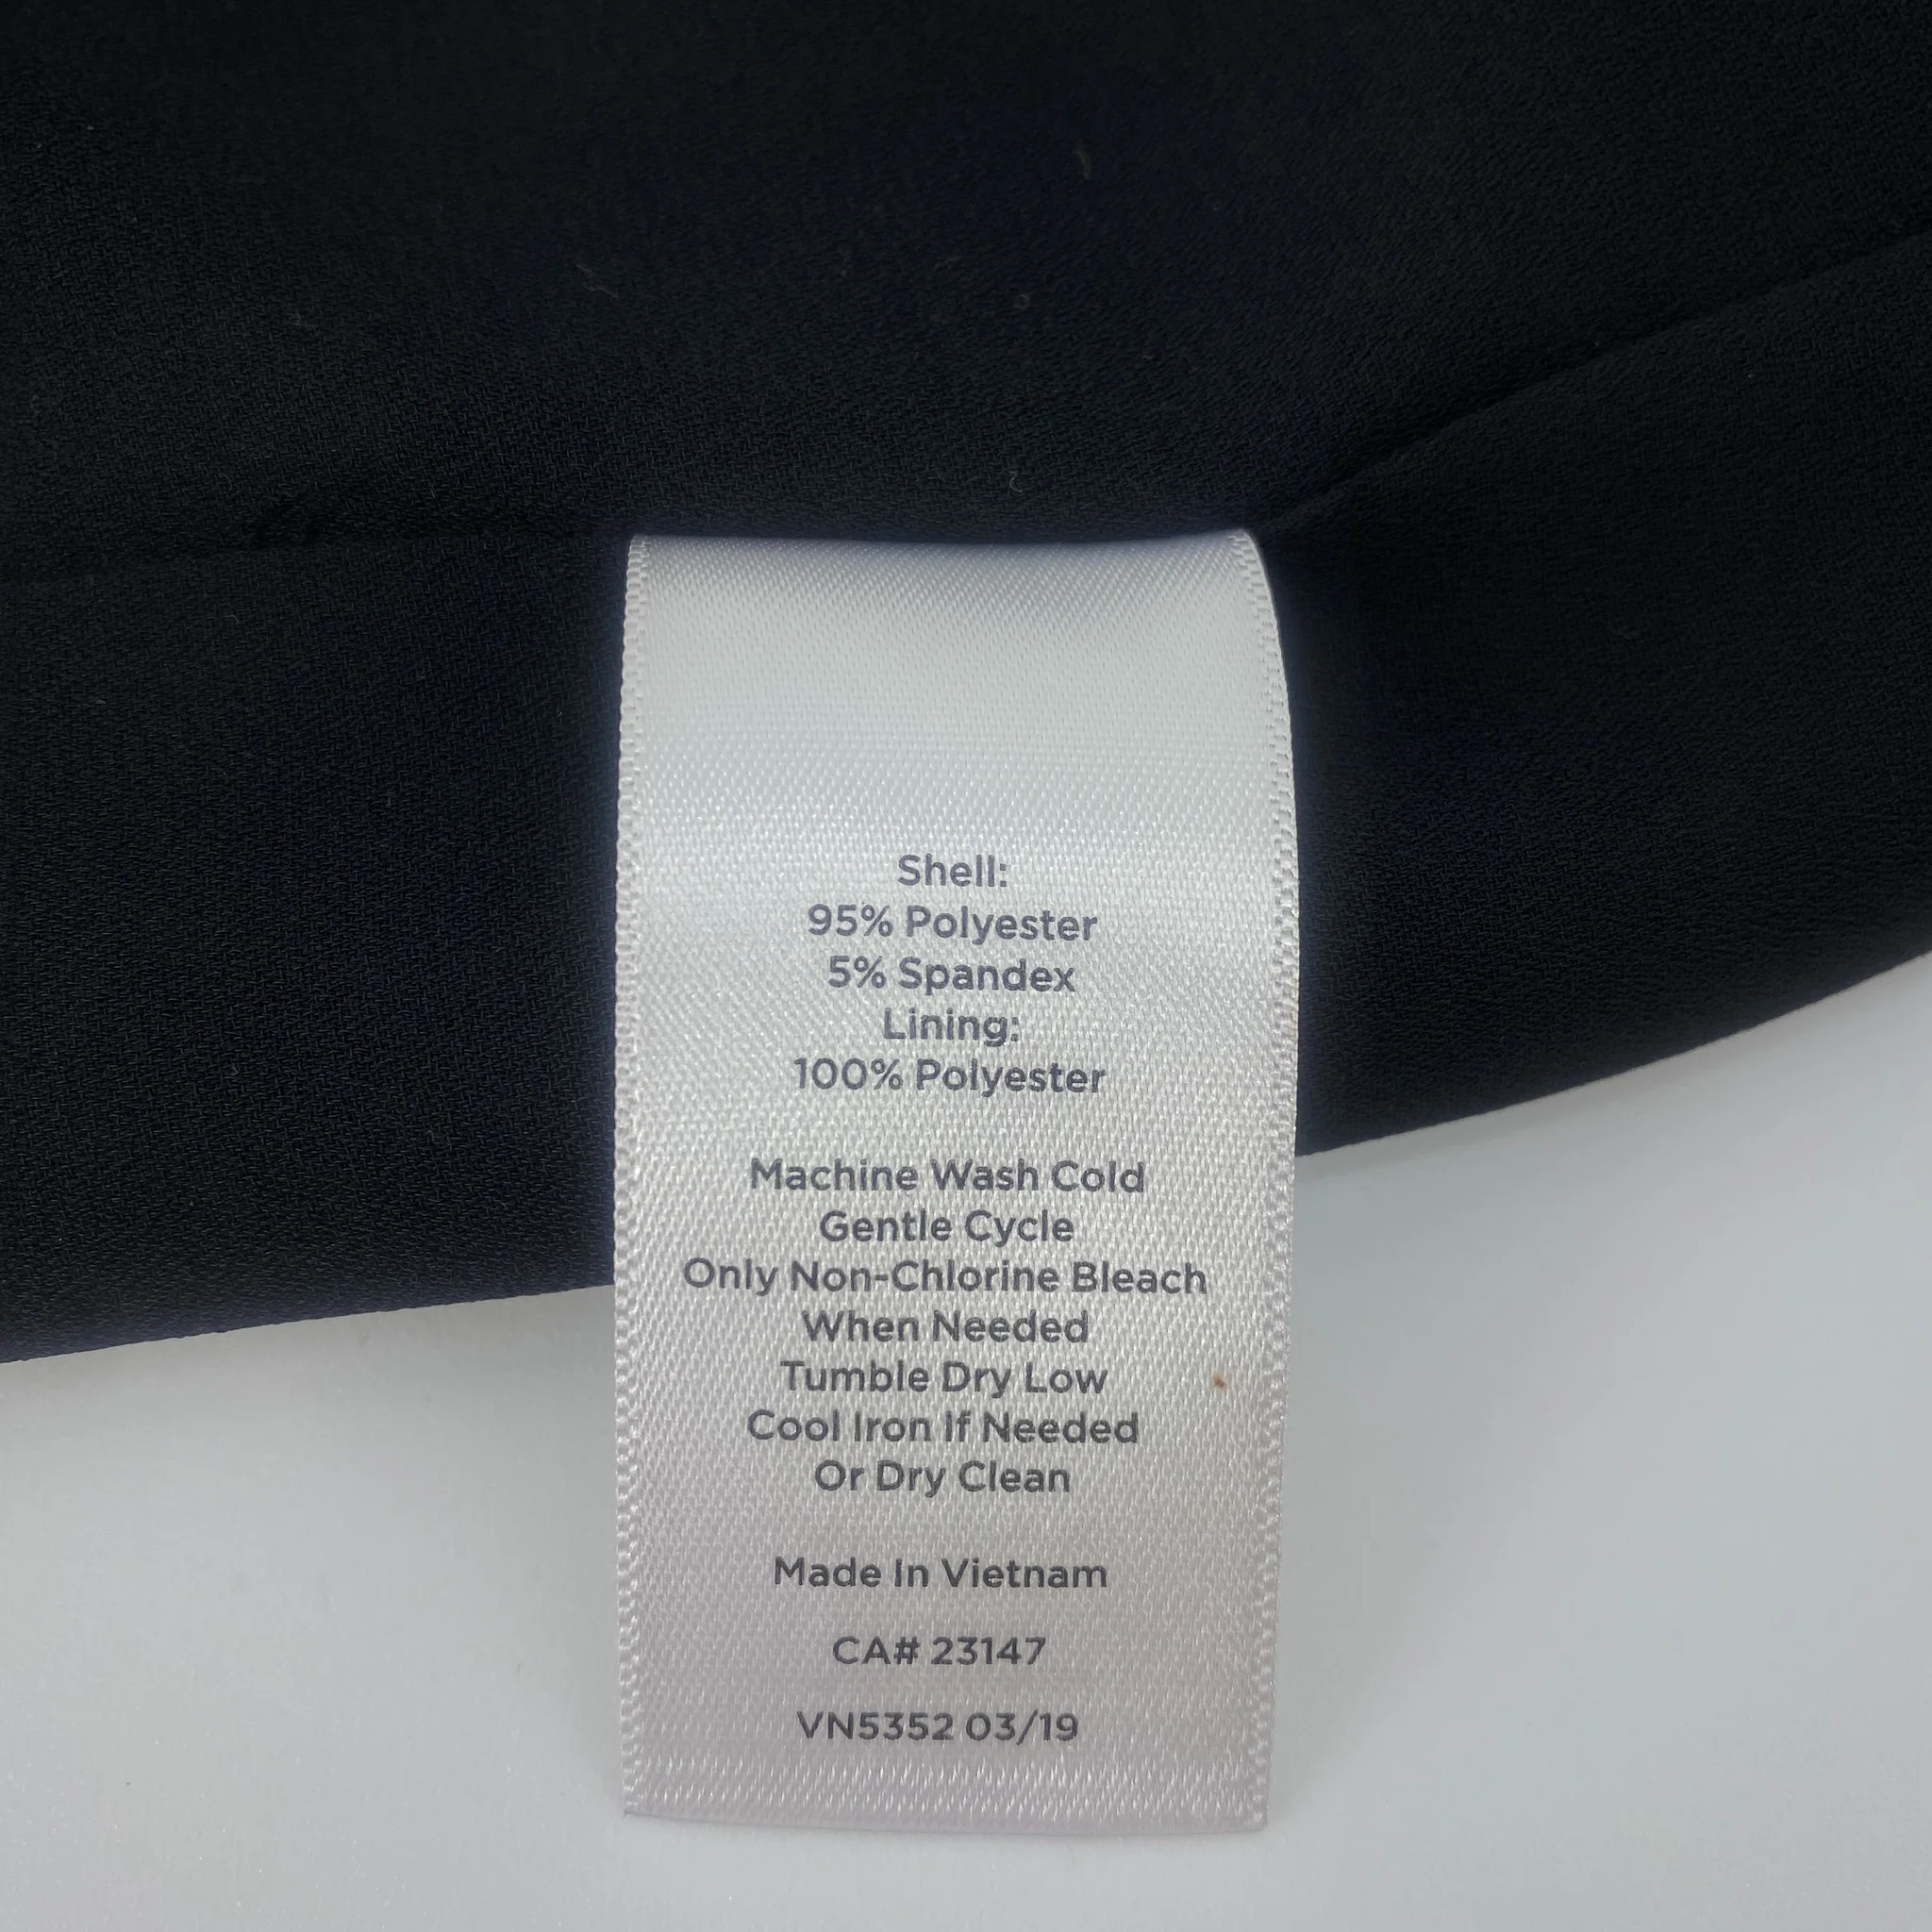 Shell:
95% Polyester
5% Spandex
Lining:
100% Polyester
Machine Wash Cold
Gentle Cycle
Only Non-Chlorine Bleach
When Needed
Tumble Dry Low
Cool Iron If Needed
Or Dry Clean
Made In Vietnam
CA# 23147
VN5352 03/19